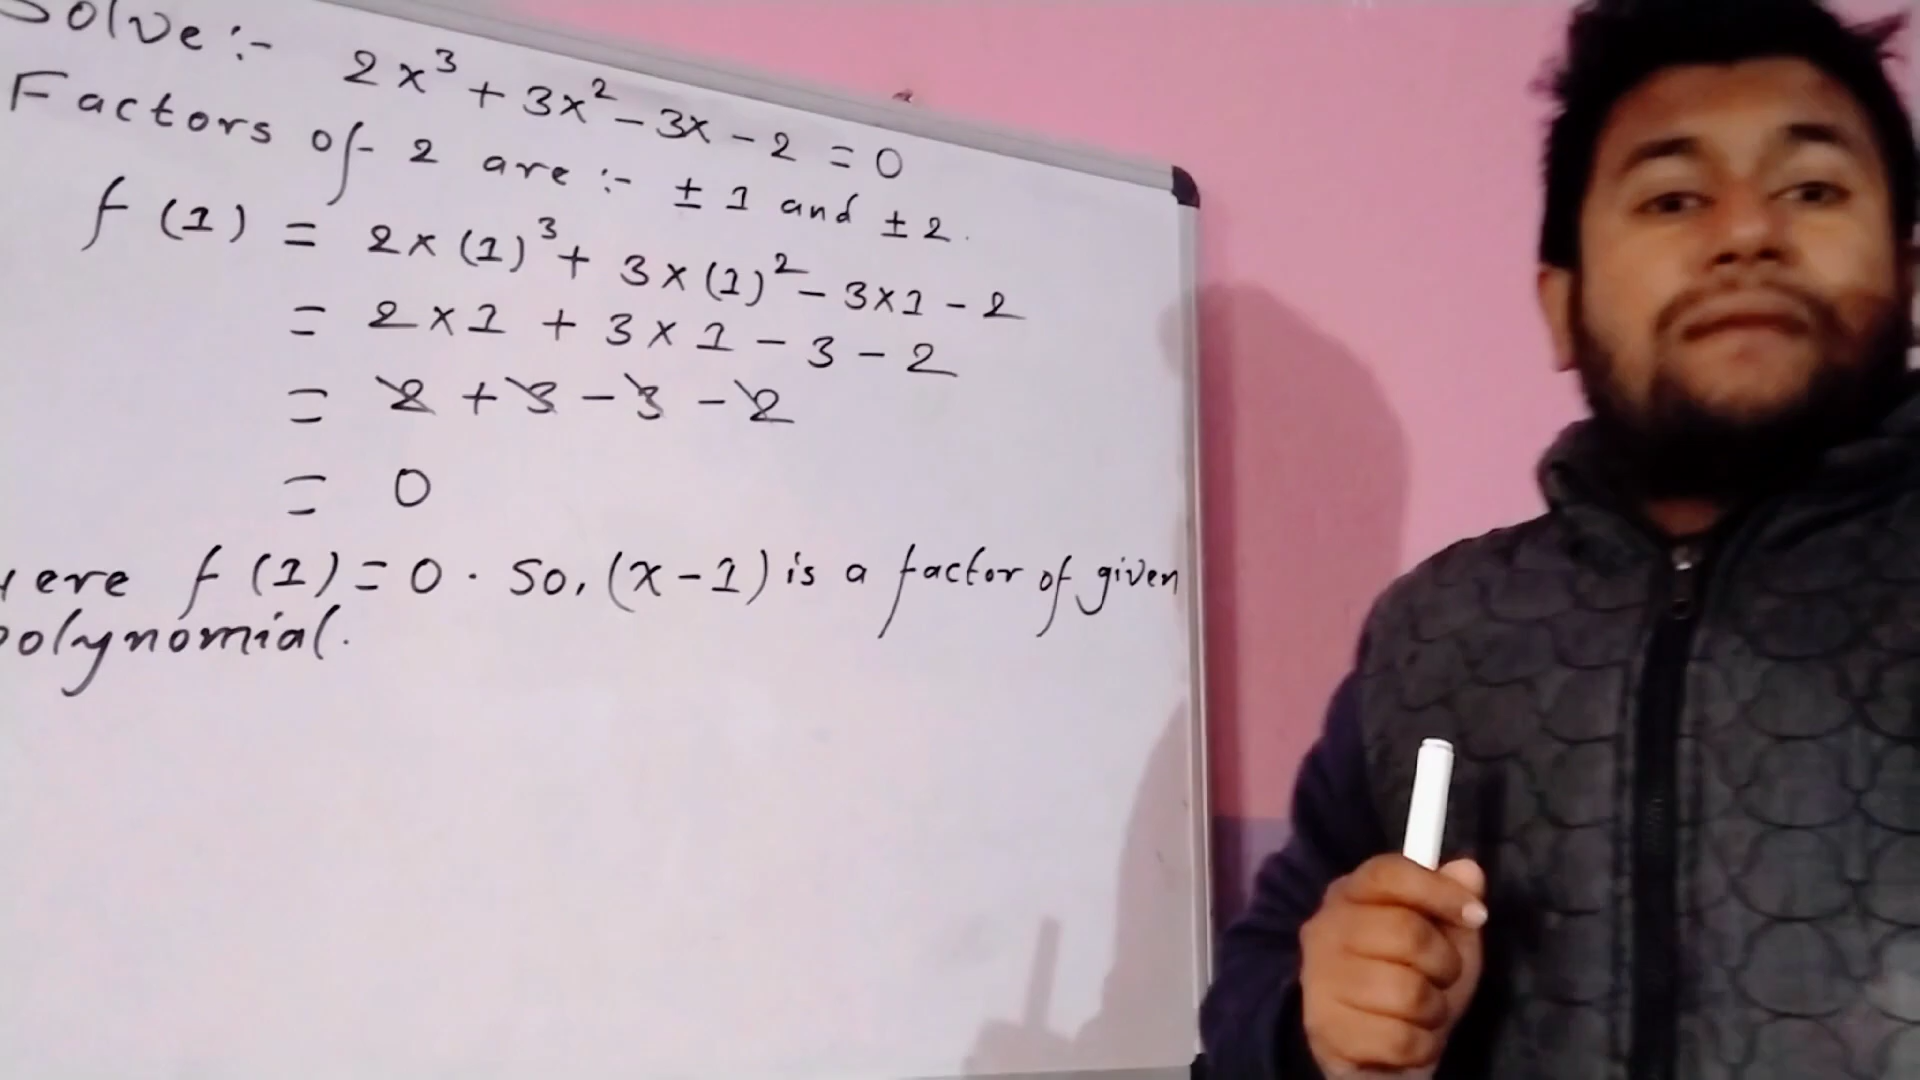 Solve :- 2x³ + 3x² - 3x - 2 = 0
Factors of 2 are :- ± 1 and ± 2.
f (1) = 2 × (1)³ + 3 × (1)² - 3×1 - 2
= 2 × 1 + 3 × 1 - 3 - 2
= 2 + 3 - 3 - 2
= 0
ere f (1) = 0 . So, (x - 1) is a factor of given
polynomial.